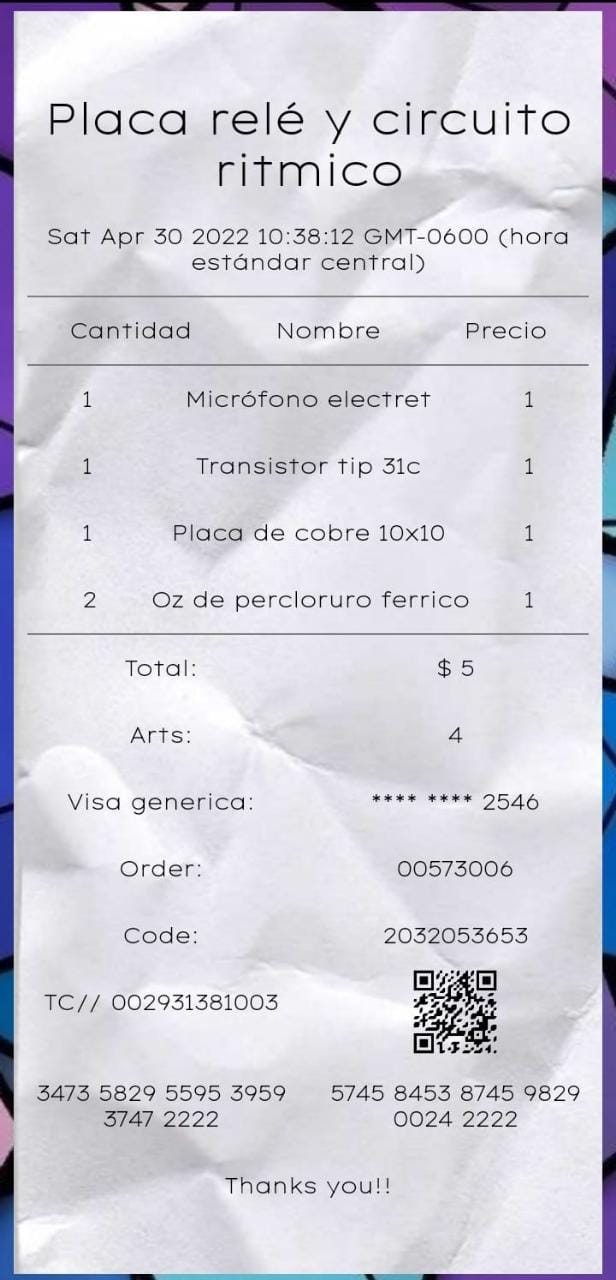 Placa relé y circuito
ritmico
Sat Apr 30 2022 10:38:12 GMT-0600 (hora
estándar central)
Cantidad Nombre Precio
1 Micrófono electret 1
1 Transistor tip 31c 1
1 Placa de cobre 10x10 1
2 Oz de percloruro ferrico 1
Total: $ 5
Arts: 4
Visa generica: **** **** 2546
Order: 00573006
Code: 2032053653
TC// 002931381003
3473 5829 5595 3959 5745 8453 8745 9829
3747 2222 0024 2222
Thanks you!!